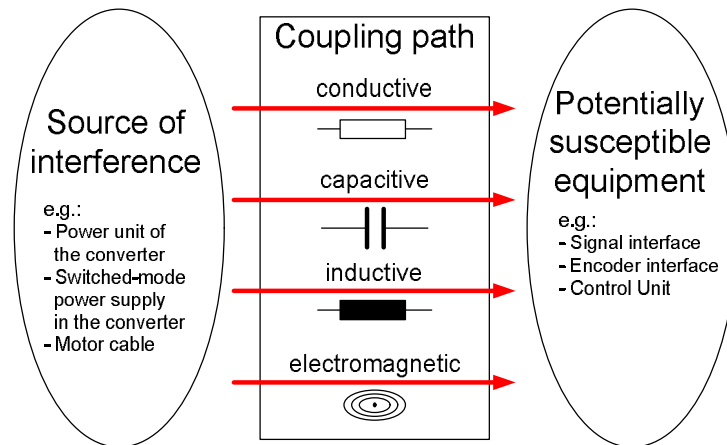 Source of
interference
e.g.:
- Power unit of
the converter
- Switched-mode
power supply
in the converter
- Motor cable
Coupling path
conductive
capacitive
inductive
electromagnetic
Potentially
susceptible
equipment
e.g.:
- Signal interface
- Encoder interface
- Control Unit